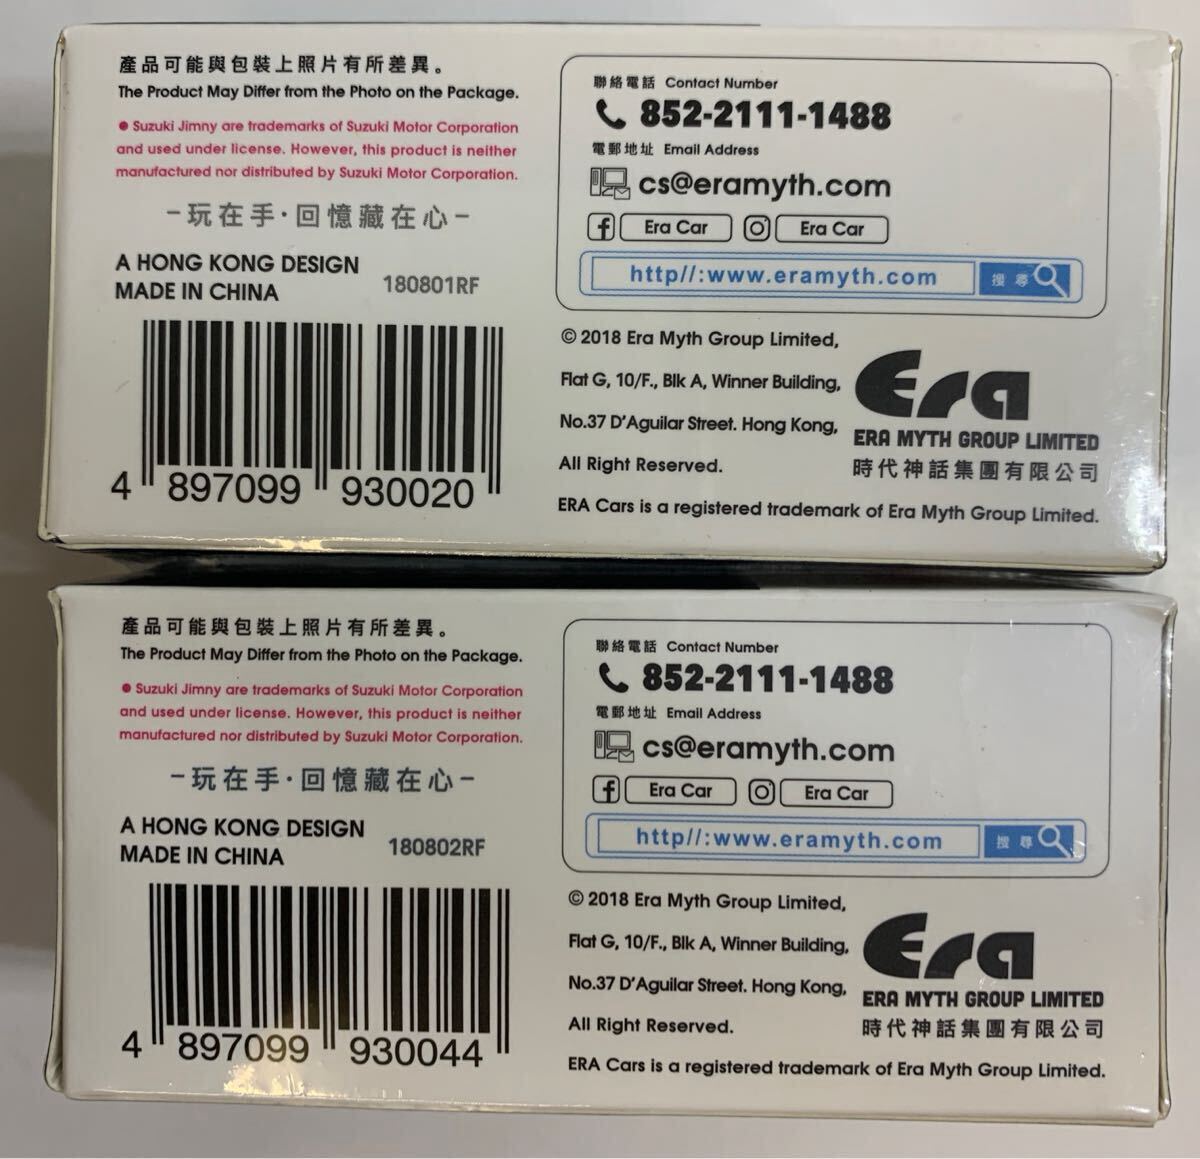 產品可能與包裝上照片有所差異。
The Product May Differ from the Photo on the Package.
● Suzuki Jimny are trademarks of Suzuki Motor Corporation
and used under license. However, this product is neither
manufactured nor distributed by Suzuki Motor Corporation.
-玩在手·回憶藏在心-
A HONG KONG DESIGN
MADE IN CHINA
180801RF
4 897099 930020
聯絡電話 Contact Number
852-2111-1488
電郵地址 Email Address
cs@eramyth.com
Era Car
Era Car
http//:www.eramyth.com
搜尋
© 2018 Era Myth Group Limited,
Flat G, 10/F., Blk A, Winner Building,
No.37 D'Aguilar Street. Hong Kong,
All Right Reserved.
Era
ERA MYTH GROUP LIMITED
時代神話集團有限公司
ERA Cars is a registered trademark of Era Myth Group Limited.
產品可能與包裝上照片有所差異。
The Product May Differ from the Photo on the Package.
● Suzuki Jimny are trademarks of Suzuki Motor Corporation
and used under license. However, this product is neither
manufactured nor distributed by Suzuki Motor Corporation.
-玩在手·回憶藏在心-
A HONG KONG DESIGN
MADE IN CHINA
180802RF
4 897099 930044
聯絡電話 Contact Number
852-2111-1488
電郵地址 Email Address
cs@eramyth.com
Era Car
Era Car
http//:www.eramyth.com
搜尋
© 2018 Era Myth Group Limited,
Flat G, 10/F., Blk A, Winner Building,
No.37 D'Aguilar Street. Hong Kong,
All Right Reserved.
Era
ERA MYTH GROUP LIMITED
時代神話集團有限公司
ERA Cars is a registered trademark of Era Myth Group Limited.